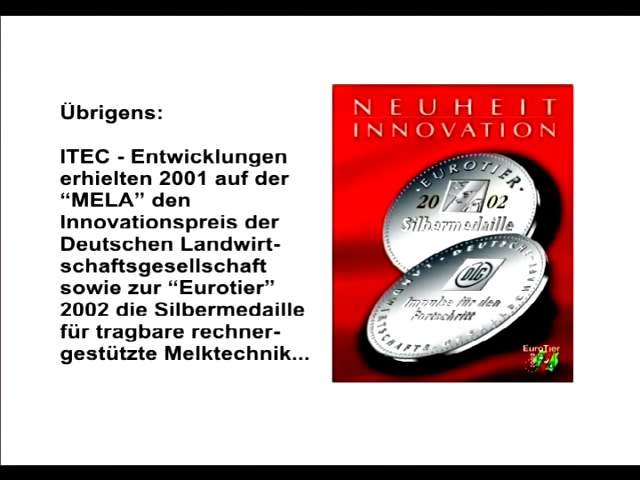 Übrigens:
ITEC - Entwicklungen
erhielten 2001 auf der
“MELA” den
Innovationspreis der
Deutschen Landwirt-
schaftsgesellschaft
sowie zur “Eurotier”
2002 die Silbermedaille
für tragbare rechner-
gestützte Melktechnik...
NEUHEIT
INNOVATION
·EUROTIER·
20 02
Silbermedaille
DLG
Impulse für den
Fortschritt
EuroTier